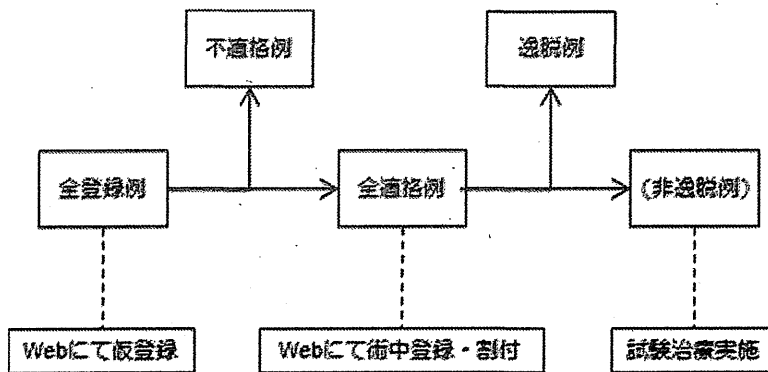 不適格例
逸脱例
全登録例
全適格例
(非逸脱例)
Webにて仮登録
Webにて術中登録・割付
試験治療実施